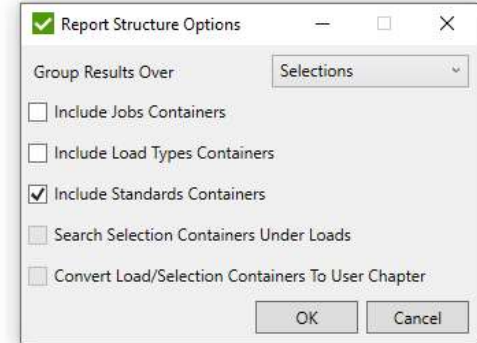 Report Structure Options
Group Results Over Selections
Include Jobs Containers
Include Load Types Containers
Include Standards Containers
Search Selection Containers Under Loads
Convert Load/Selection Containers To User Chapter
OK Cancel